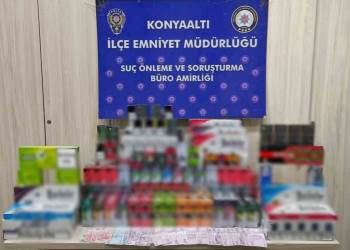 KONYAALTI
İLÇE EMNİYET MÜDÜRLÜĞÜ
SUÇ ÖNLEME VE SORUŞTURMA
BÜRO AMİRLİĞİ